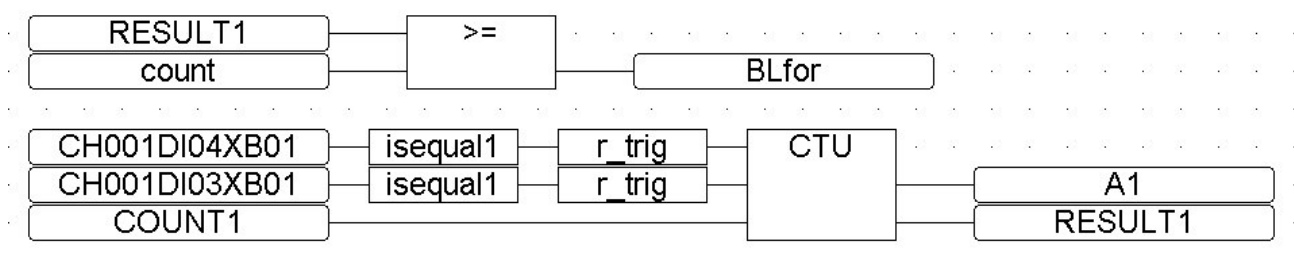 RESULT1 >=
count BLfor
CH001DI04XB01 isequal1 r_trig CTU
CH001DI03XB01 isequal1 r_trig A1
COUNT1 RESULT1